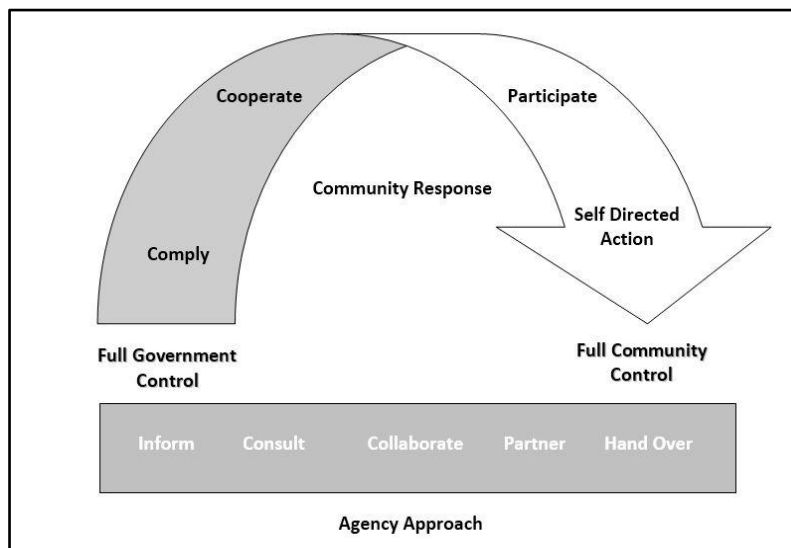 Cooperate
Participate
Community Response
Self Directed
Action
Comply
Full Government
Control
Full Community
Control
Inform Consult Collaborate Partner Hand Over
Agency Approach